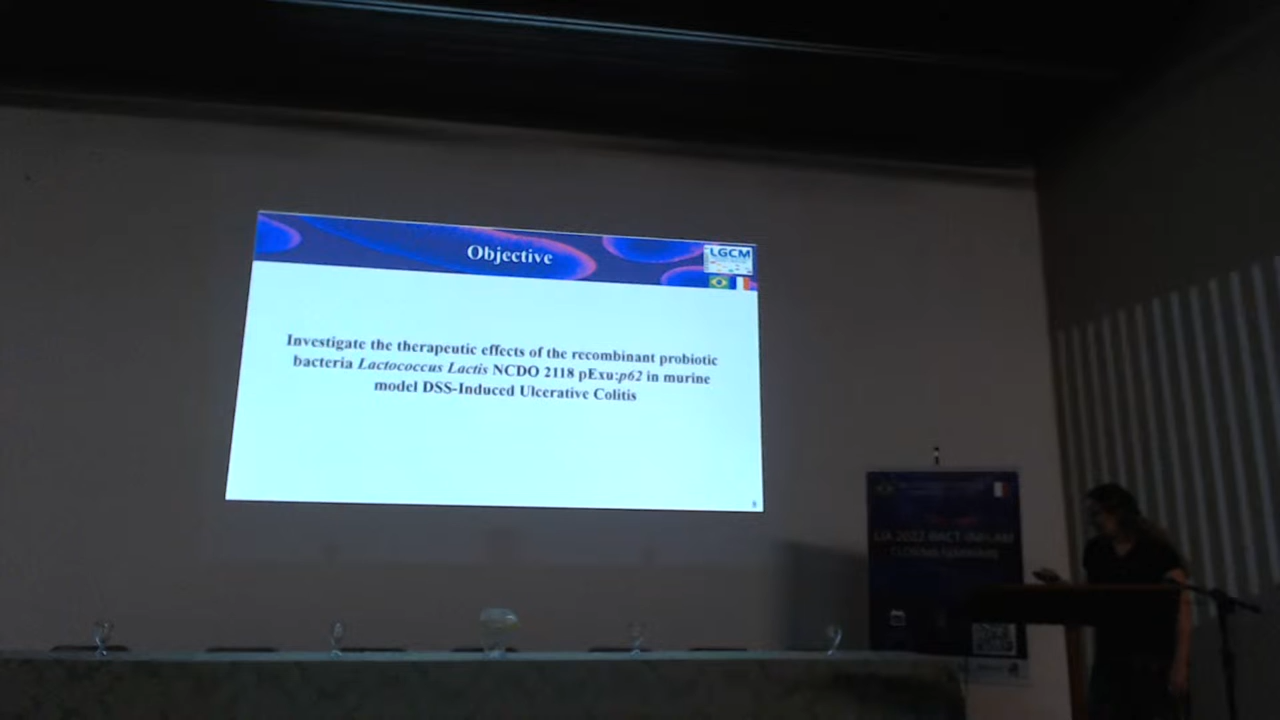 Objective
LGCM
Investigate the therapeutic effects of the recombinant probiotic
bacteria Lactococcus Lactis NCDO 2118 pExu:p62 in murine
model DSS-Induced Ulcerative Colitis